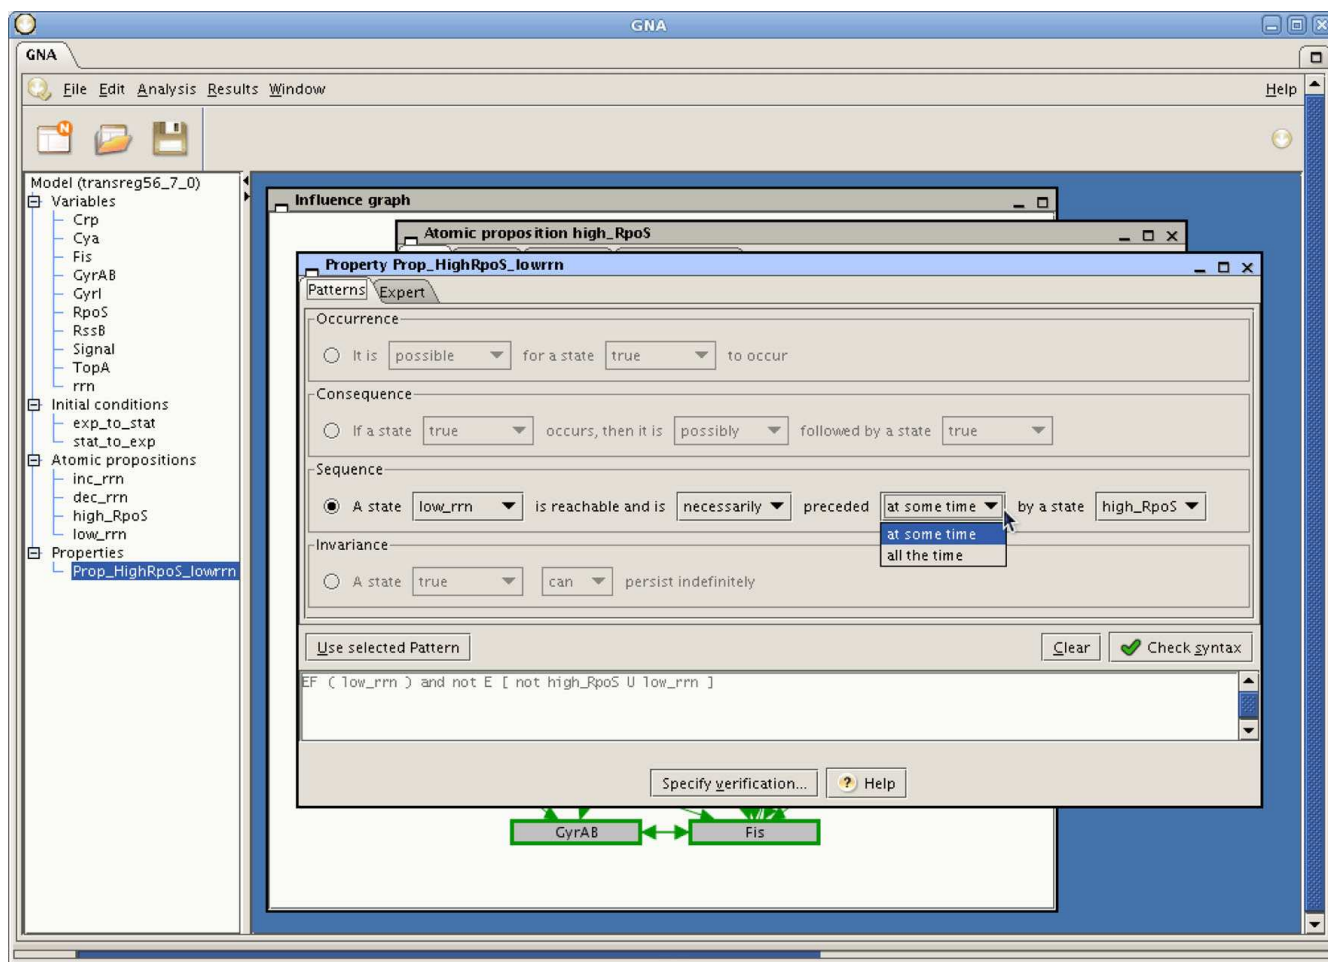 GNA
GNA
File Edit Analysis Results Window Help
N
Model (transreg56_7_0)
Variables
Crp
Cya
Fis
GyrAB
GyrI
RpoS
RssB
Signal
TopA
rrn
Initial conditions
exp_to_stat
stat_to_exp
Atomic propositions
inc_rrn
dec_rrn
high_RpoS
low_rrn
Properties
Prop_HighRpoS_lowrrn
Influence graph
Atomic proposition high_RpoS
Property Prop_HighRpoS_lowrrn
Patterns Expert
Occurrence
It is possible for a state true to occur
Consequence
If a state true occurs, then it is possibly followed by a state true
Sequence
A state low_rrn is reachable and is necessarily preceded at some time by a state high_RpoS
at some time
all the time
Invariance
A state true can persist indefinitely
Use selected Pattern Clear Check syntax
EF ( low_rrn ) and not E [ not high_RpoS U low_rrn ]
Specify verification... ? Help
GyrAB Fis